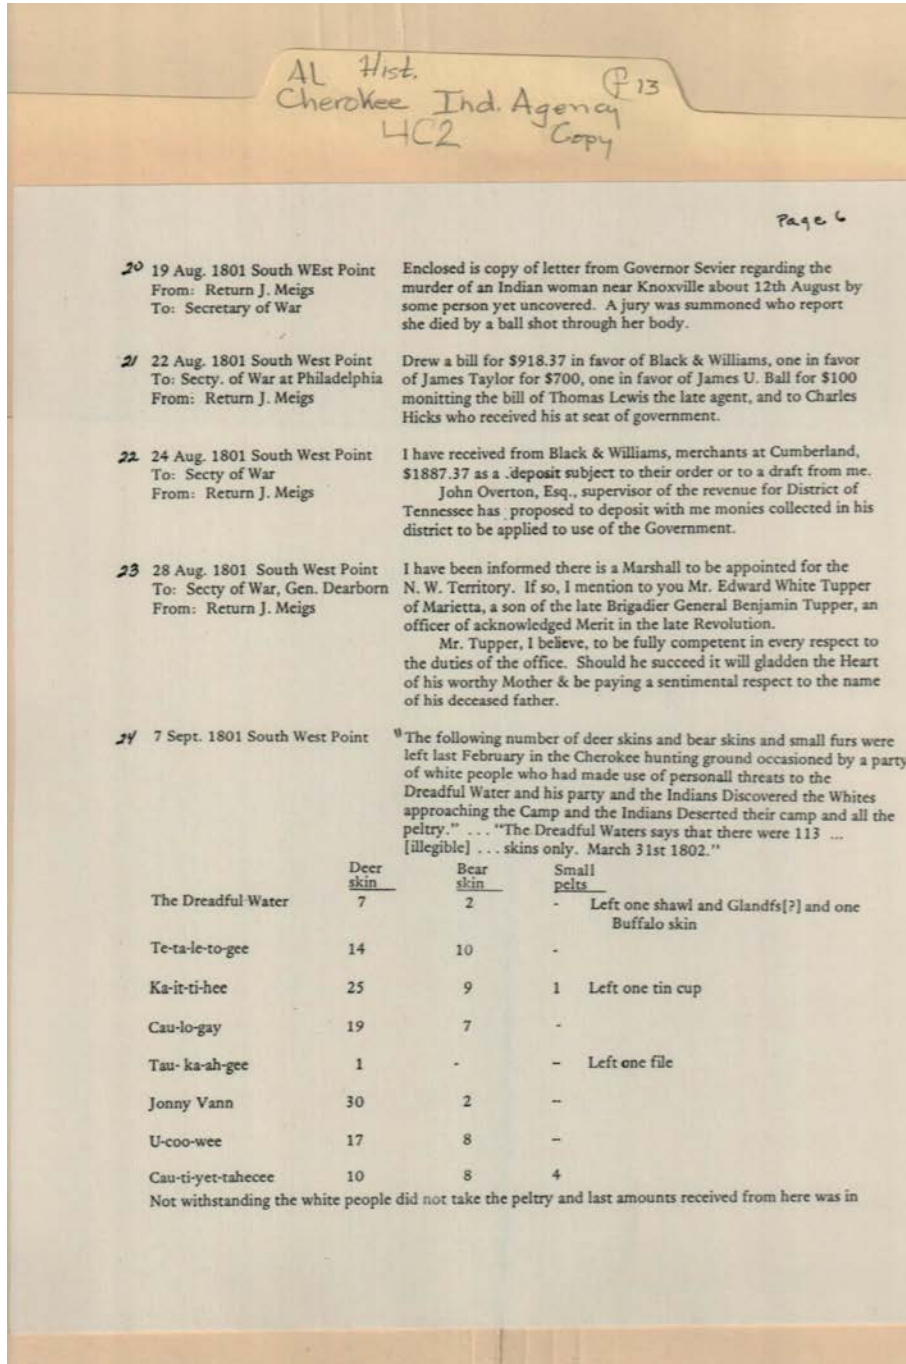 AL Hist. P 13
Cherokee Ind. Agency
4C2 Copy
Page 6
20 19 Aug. 1801 South WEst Point
From: Return J. Meigs
To: Secretary of War
Enclosed is copy of letter from Governor Sevier regarding the
murder of an Indian woman near Knoxville about 12th August by
some person yet uncovered. A jury was summoned who report
she died by a ball shot through her body.
21 22 Aug. 1801 South West Point
To: Secty. of War at Philadelphia
From: Return J. Meigs
Drew a bill for $918.37 in favor of Black & Williams, one in favor
of James Taylor for $700, one in favor of James U. Ball for $100
monitting the bill of Thomas Lewis the late agent, and to Charles
Hicks who received his at seat of government.
22 24 Aug. 1801 South West Point
To: Secty of War
From: Return J. Meigs
I have received from Black & Williams, merchants at Cumberland,
$1887.37 as a .deposit subject to their order or to a draft from me.
John Overton, Esq., supervisor of the revenue for District of
Tennessee has proposed to deposit with me monies collected in his
district to be applied to use of the Government.
23 28 Aug. 1801 South West Point
To: Secty of War, Gen. Dearborn
From: Return J. Meigs
I have been informed there is a Marshall to be appointed for the
N. W. Territory. If so, I mention to you Mr. Edward White Tupper
of Marietta, a son of the late Brigadier General Benjamin Tupper, an
officer of acknowledged Merit in the late Revolution.
Mr. Tupper, I believe, to be fully competent in every respect to
the duties of the office. Should he succeed it will gladden the Heart
of his worthy Mother & be paying a sentimental respect to the name
of his deceased father.
24 7 Sept. 1801 South West Point
"The following number of deer skins and bear skins and small furs were
left last February in the Cherokee hunting ground occasioned by a party
of white people who had made use of personall threats to the
Dreadful Water and his party and the Indians Discovered the Whites
approaching the Camp and the Indians Deserted their camp and all the
peltry." . . . "The Dreadful Waters says that there were 113 ...
[illegible] . . . skins only. March 31st 1802."
Deer Bear Small
skin skin pelts
The Dreadful Water 7 2 - Left one shawl and Glandfs[?] and one
Buffalo skin
Te-ta-le-to-gee 14 10 -
Ka-it-ti-hee 25 9 1 Left one tin cup
Cau-lo-gay 19 7 -
Tau- ka-ah-gee 1 - - Left one file
Jonny Vann 30 2 -
U-coo-wee 17 8 -
Cau-ti-yet-tahecee 10 8 4
Not withstanding the white people did not take the peltry and last amounts received from here was in